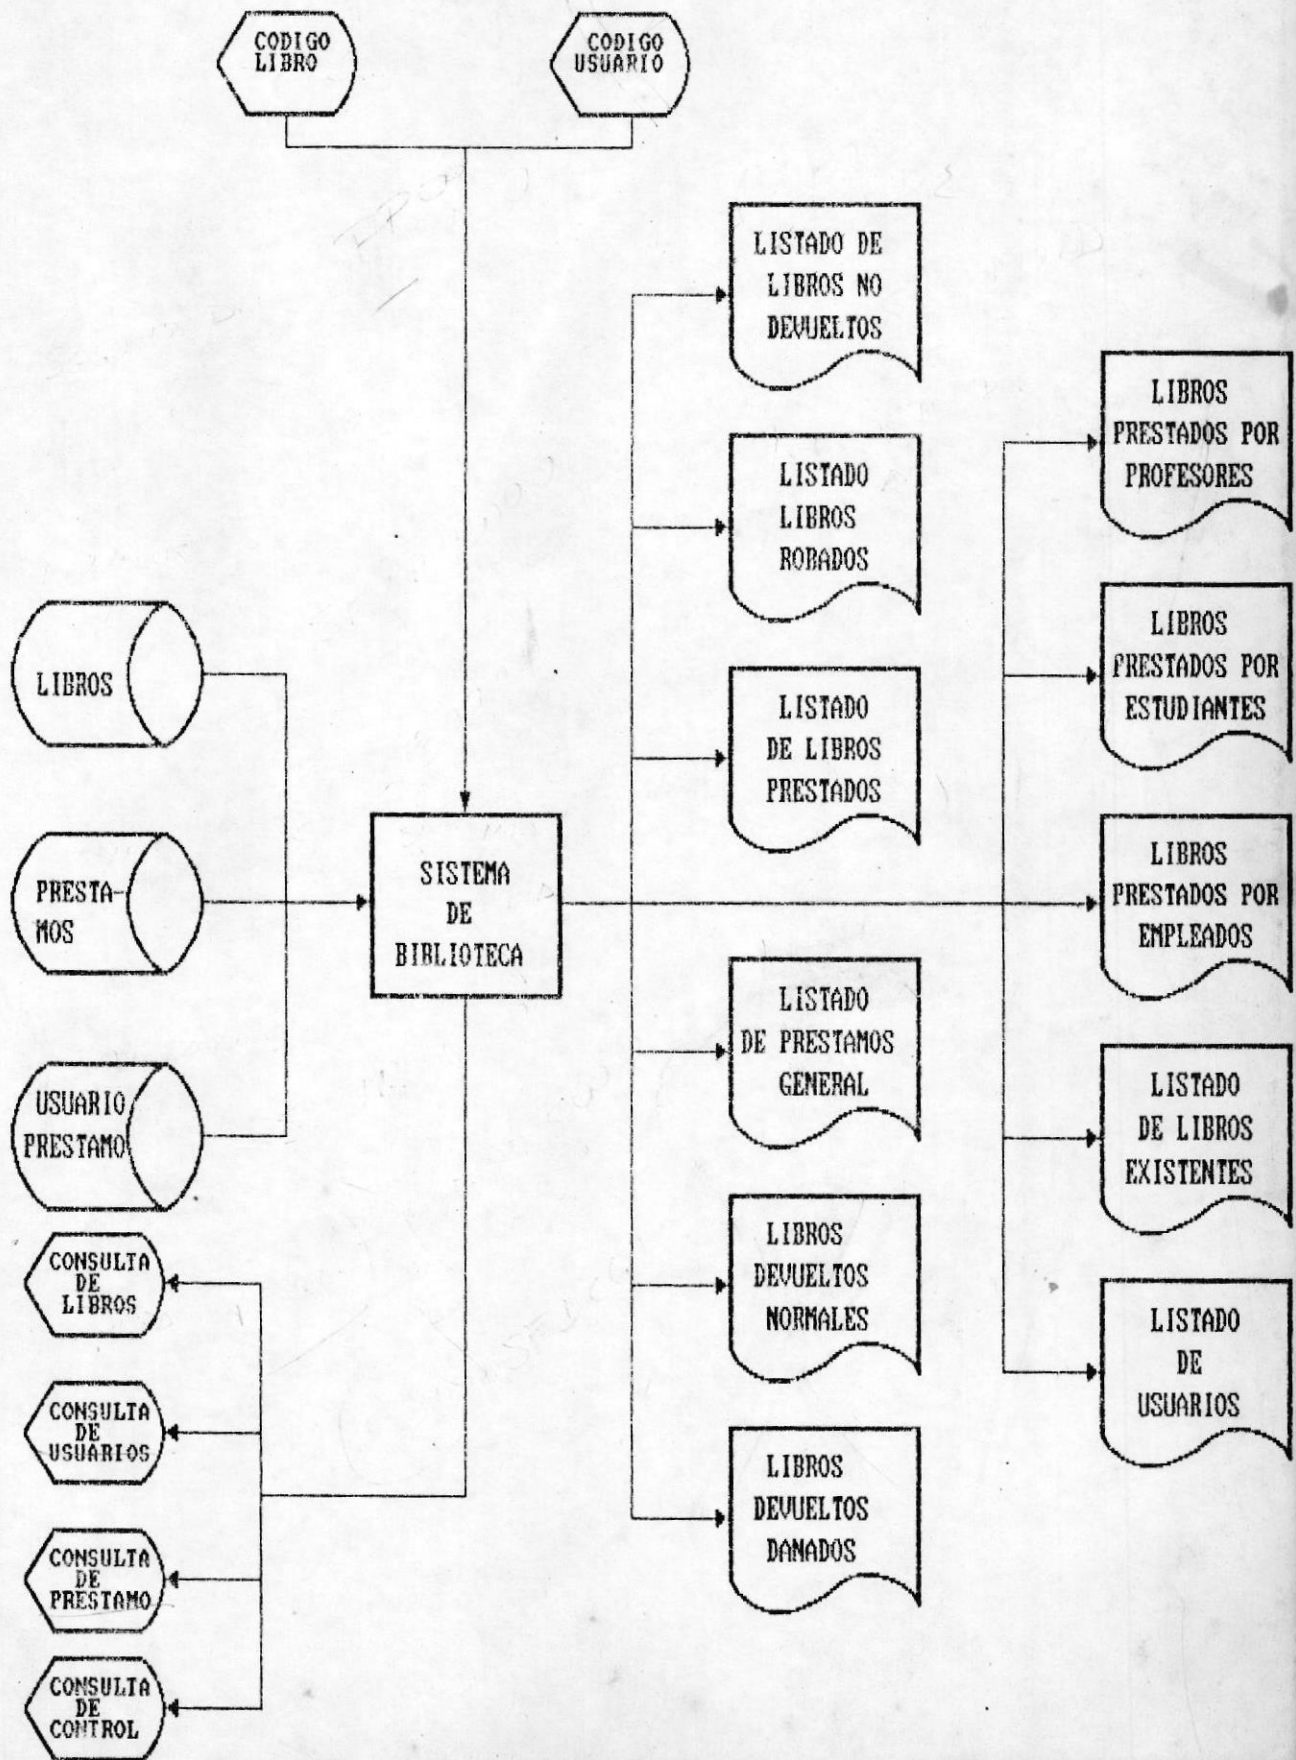 CODIGO
LIBRO
CODIGO
USUARIO
LISTADO DE
LIBROS NO
DEVUELTOS
LISTADO
LIBROS
ROBADOS
LISTADO
DE LIBROS
PRESTADOS
LISTADO
DE PRESTAMOS
GENERAL
LIBROS
DEVUELTOS
NORMALES
LIBROS
DEVUELTOS
DANADOS
LIBROS
PRESTADOS POR
PROFESORES
LIBROS
PRESTADOS POR
ESTUDIANTES
LIBROS
PRESTADOS POR
EMPLEADOS
LISTADO
DE LIBROS
EXISTENTES
LISTADO
DE
USUARIOS
LIBROS
PRESTA-
MOS
USUARIO
PRESTAMO
SISTEMA
DE
BIBLIOTECA
CONSULTA
DE
LIBROS
CONSULTA
DE
USUARIOS
CONSULTA
DE
PRESTAMO
CONSULTA
DE
CONTROL